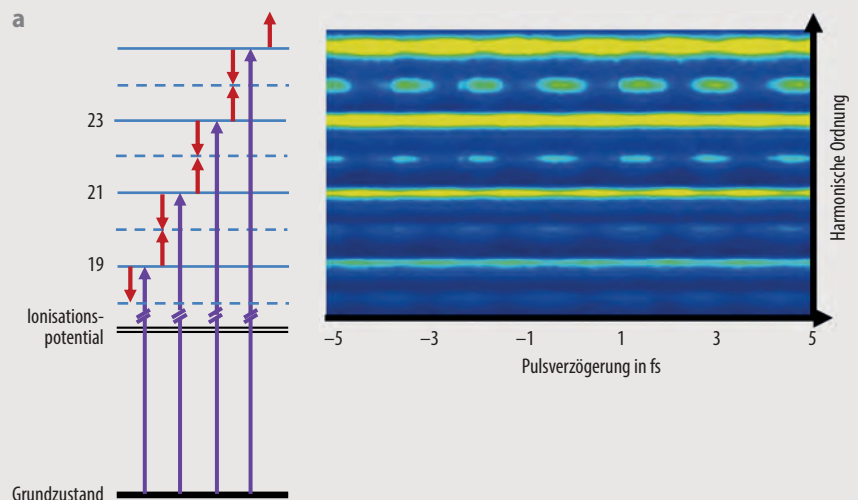 a
23
21
19
Ionisations-
potential
Grundzustand
Harmonische Ordnung
−5 −3 −1 1 3 5
Pulsverzögerung in fs